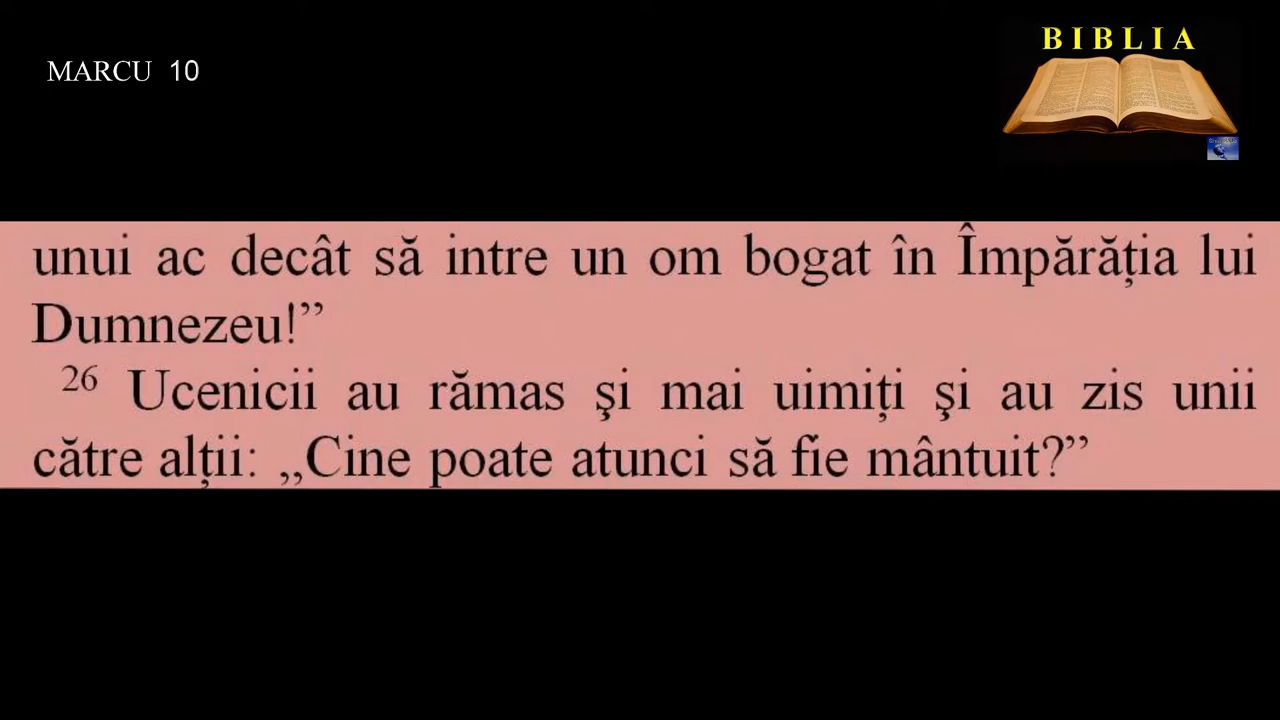 BIBLIA
MARCU 10
unui ac decât să intre un om bogat în Împărăția lui
Dumnezeu!”
26 Ucenicii au rămas şi mai uimiți şi au zis unii
către alții: „Cine poate atunci să fie mântuit?”